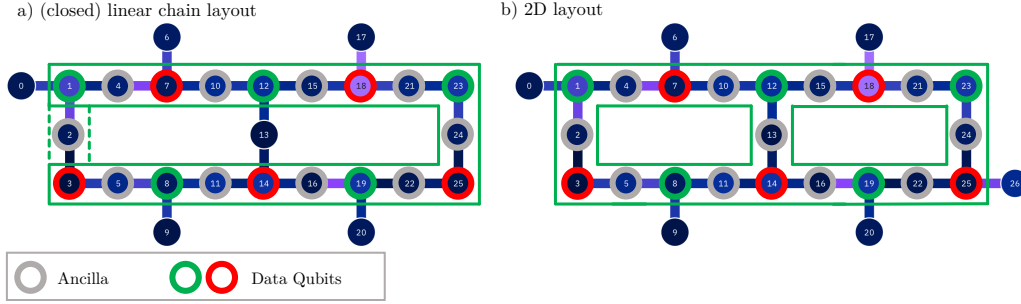 a) (closed) linear chain layout
6 17
0 1 4 7 10 12 15 18 21 23
2 13 24
3 5 8 11 14 16 19 22 25
9 20
b) 2D layout
6 17
0 1 4 7 10 12 15 18 21 23
2 13 24
3 5 8 11 14 16 19 22 25 26
9 20
Ancilla Data Qubits